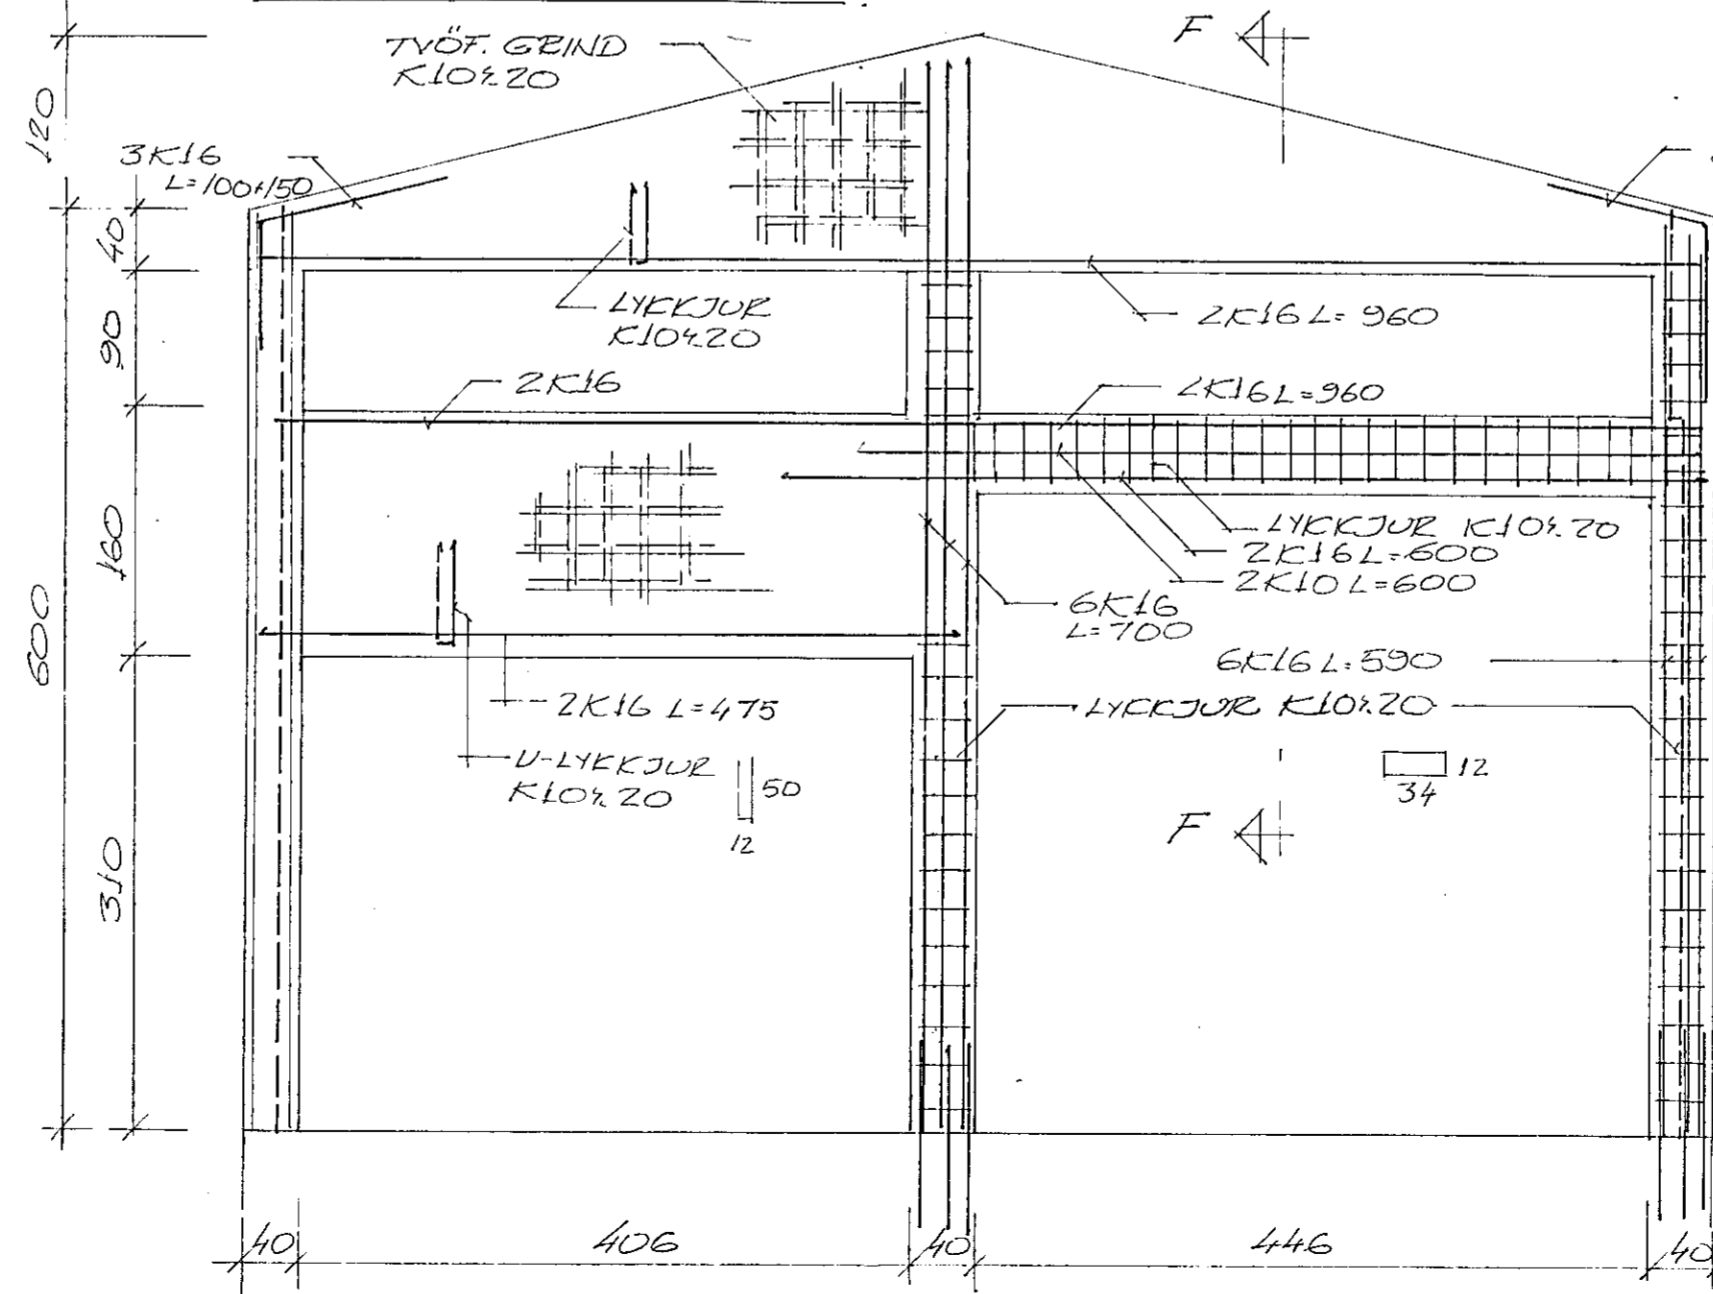 TVÖF. GRIND
K10⁒20
F
120
3K16
L=100+150
40
LYKKJUR
K10⁒20
2K16 L=960
90
2K16
2K16 L=960
160
LYKKJUR K10⁒20
2K16 L=600
2K10 L=600
6K16
L=700
600
6K16 L=590
2K16 L=475
LYKKJUR K10⁒20
U-LYKKJUR
K10⁒20
50
12
12
34
F
310
40
406
40
446
40